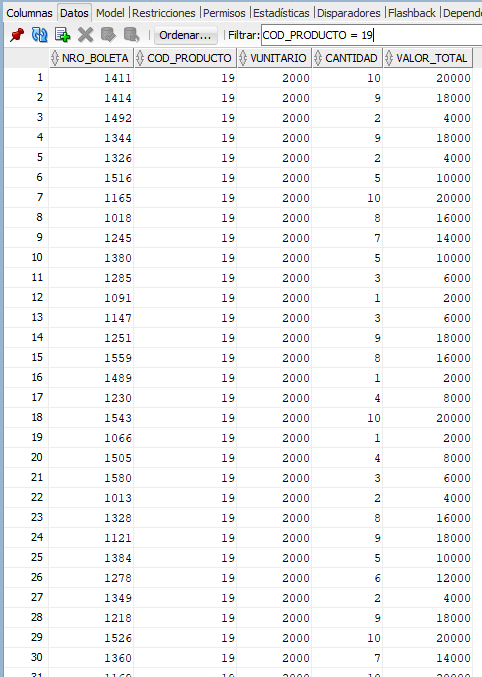 Columnas Datos Model Restricciones Permisos Estadísticas Disparadores Flashback Depende
Ordenar... Filtrar: COD_PRODUCTO = 19
NRO_BOLETA COD_PRODUCTO VUNITARIO CANTIDAD VALOR_TOTAL
1 1411 19 2000 10 20000
2 1414 19 2000 9 18000
3 1492 19 2000 2 4000
4 1344 19 2000 9 18000
5 1326 19 2000 2 4000
6 1516 19 2000 5 10000
7 1165 19 2000 10 20000
8 1018 19 2000 8 16000
9 1245 19 2000 7 14000
10 1380 19 2000 5 10000
11 1285 19 2000 3 6000
12 1091 19 2000 1 2000
13 1147 19 2000 3 6000
14 1251 19 2000 9 18000
15 1559 19 2000 8 16000
16 1489 19 2000 1 2000
17 1230 19 2000 4 8000
18 1543 19 2000 10 20000
19 1066 19 2000 1 2000
20 1505 19 2000 4 8000
21 1580 19 2000 3 6000
22 1013 19 2000 2 4000
23 1328 19 2000 8 16000
24 1121 19 2000 9 18000
25 1384 19 2000 5 10000
26 1278 19 2000 6 12000
27 1349 19 2000 2 4000
28 1218 19 2000 9 18000
29 1526 19 2000 10 20000
30 1360 19 2000 7 14000